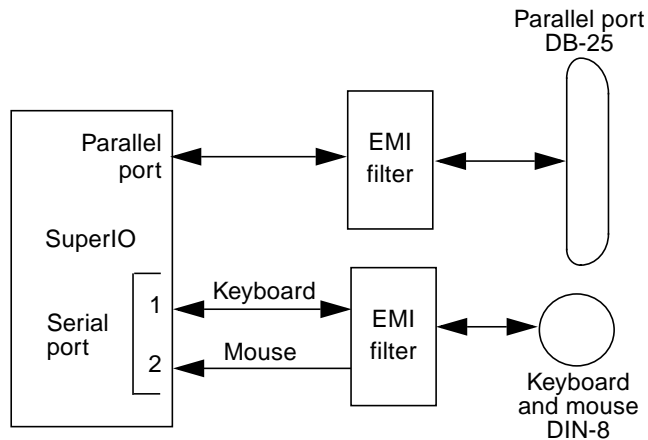 Parallel port
DB-25
Parallel
port
EMI
filter
SuperIO
Serial
port
1
Keyboard
2
Mouse
EMI
filter
Keyboard
and mouse
DIN-8